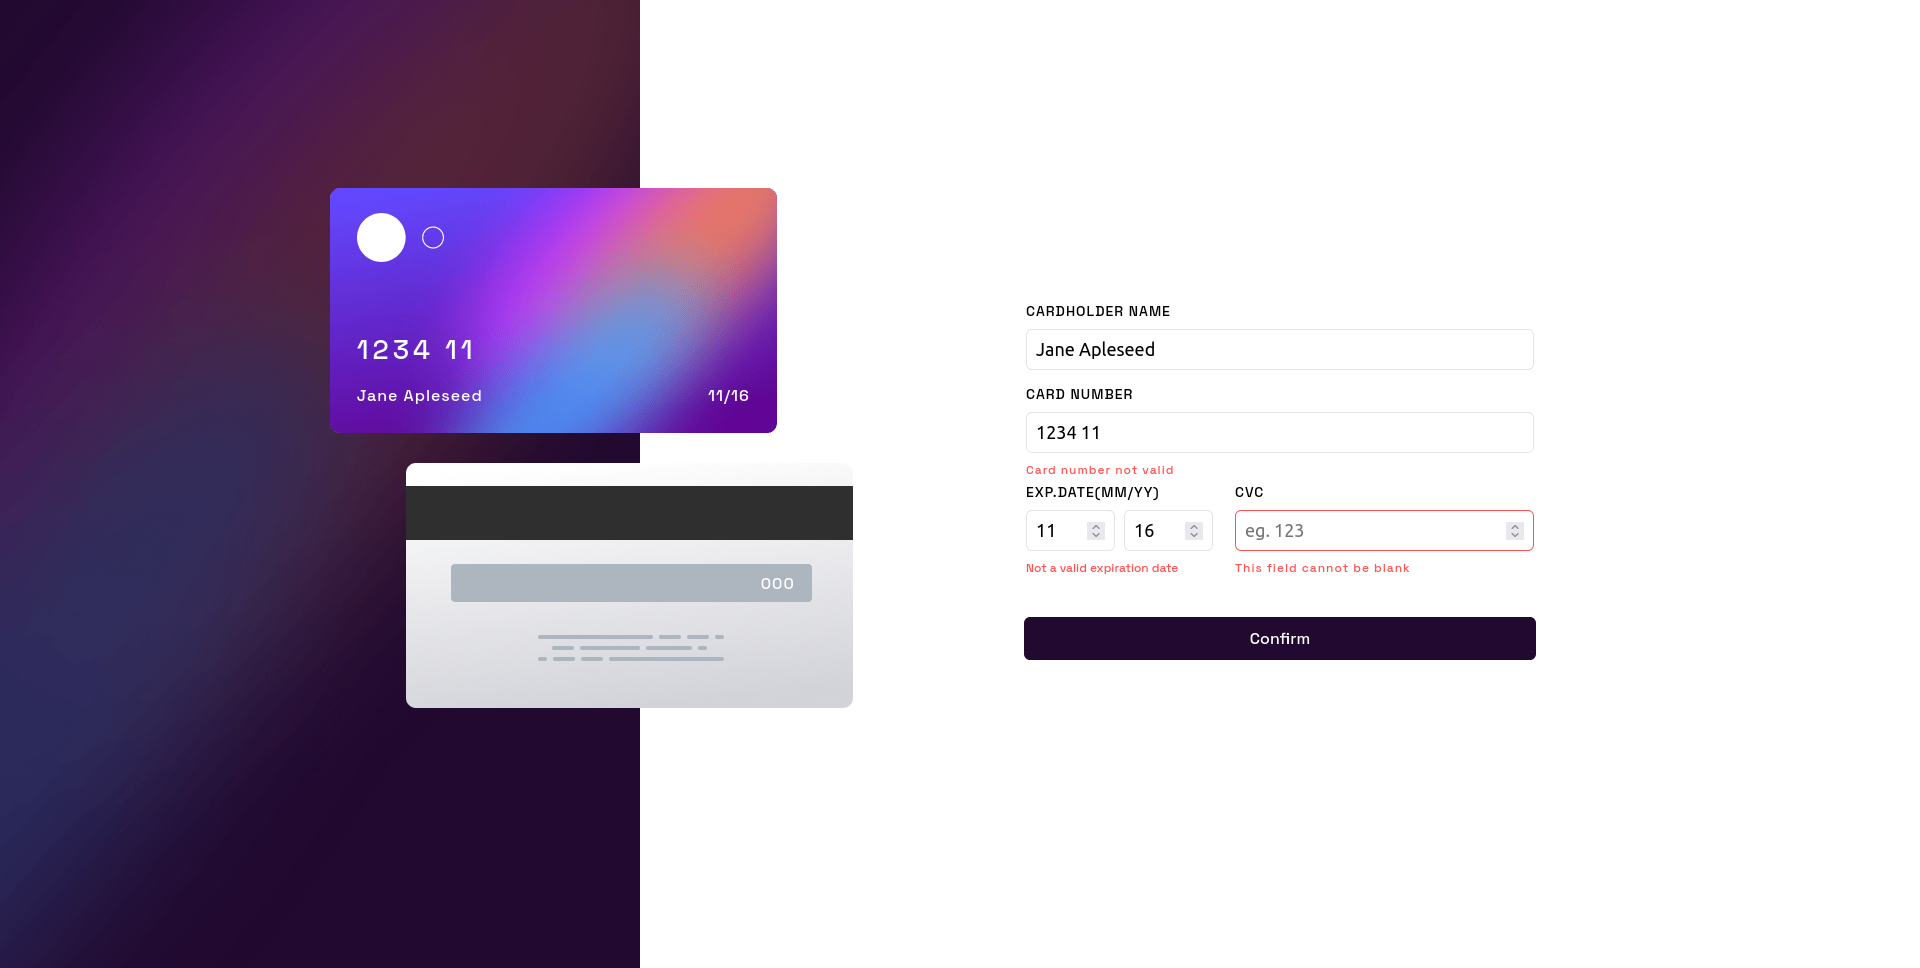 1234 11
Jane Apleseed 11/16
000
CARDHOLDER NAME
Jane Apleseed
CARD NUMBER
1234 11
Card number not valid
EXP.DATE(MM/YY) CVC
11 16 eg. 123
Not a valid expiration date This field cannot be blank
Confirm